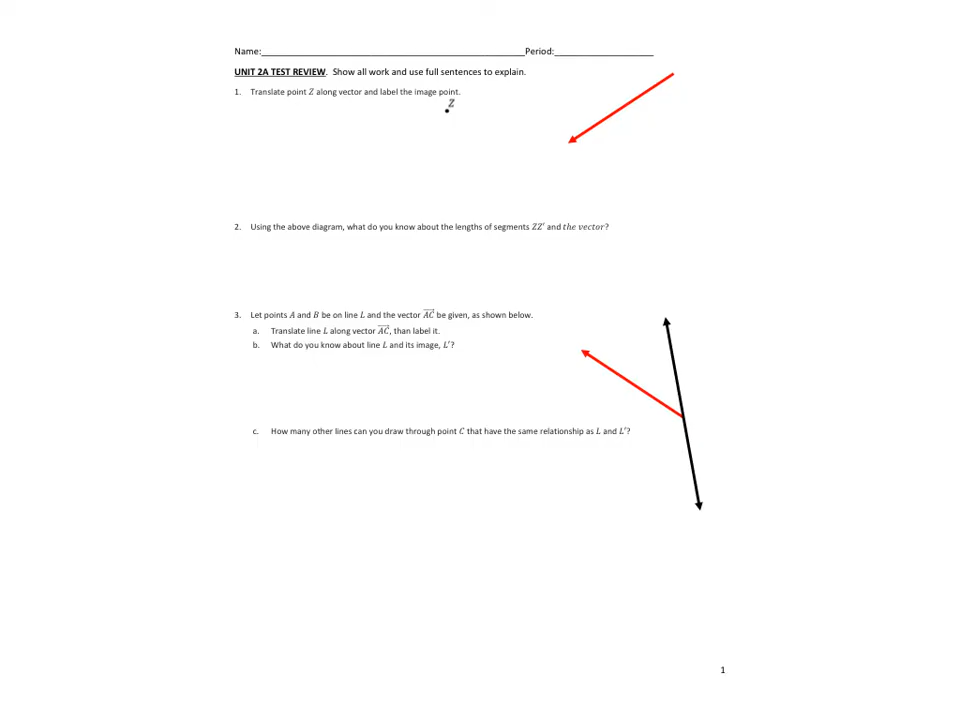 Name:_____________________________________________________Period:____________________
UNIT 2A TEST REVIEW. Show all work and use full sentences to explain.
1. Translate point Z along vector and label the image point.
Z
2. Using the above diagram, what do you know about the lengths of segments ZZ′ and the vector?
3. Let points A and B be on line L and the vector AC⃗ be given, as shown below.
a. Translate line L along vector AC⃗, than label it.
b. What do you know about line L and its image, L′?
c. How many other lines can you draw through point C that have the same relationship as L and L′?
1